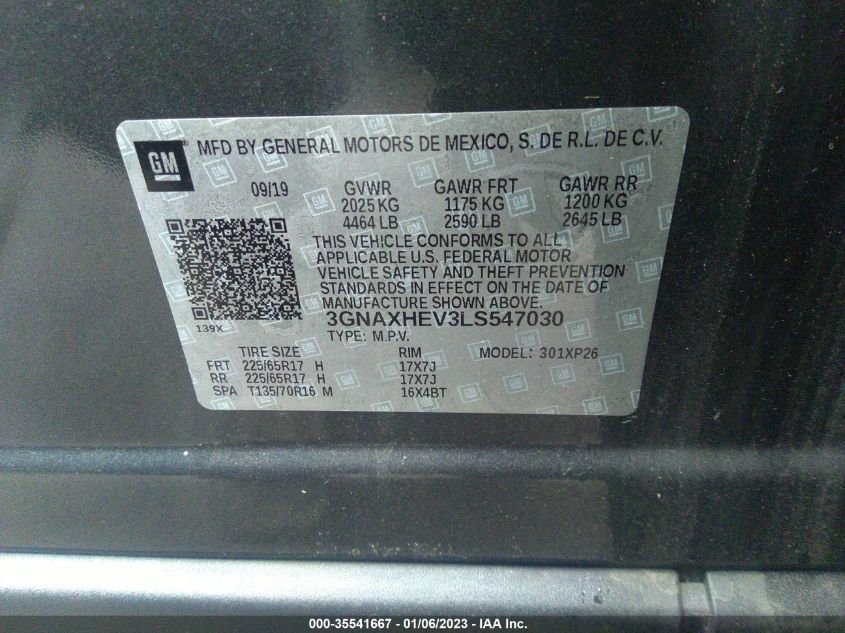 GM
MFD BY GENERAL MOTORS DE MEXICO, S. DE R.L. DE C.V.
09/19 GVWR GAWR FRT GAWR RR
2025 KG 1175 KG 1200 KG
4464 LB 2590 LB 2645 LB
THIS VEHICLE CONFORMS TO ALL
APPLICABLE U.S. FEDERAL MOTOR
VEHICLE SAFETY AND THEFT PREVENTION
STANDARDS IN EFFECT ON THE DATE OF
MANUFACTURE SHOWN ABOVE.
139X 3GNAXHEV3LS547030
TYPE: M.P.V.
TIRE SIZE RIM MODEL: 301XP26
FRT 225/65R17 H 17X7J
RR 225/65R17 H 17X7J
SPA T135/70R16 M 16X4BT
000-35541667 - 01/06/2023 - IAA Inc.